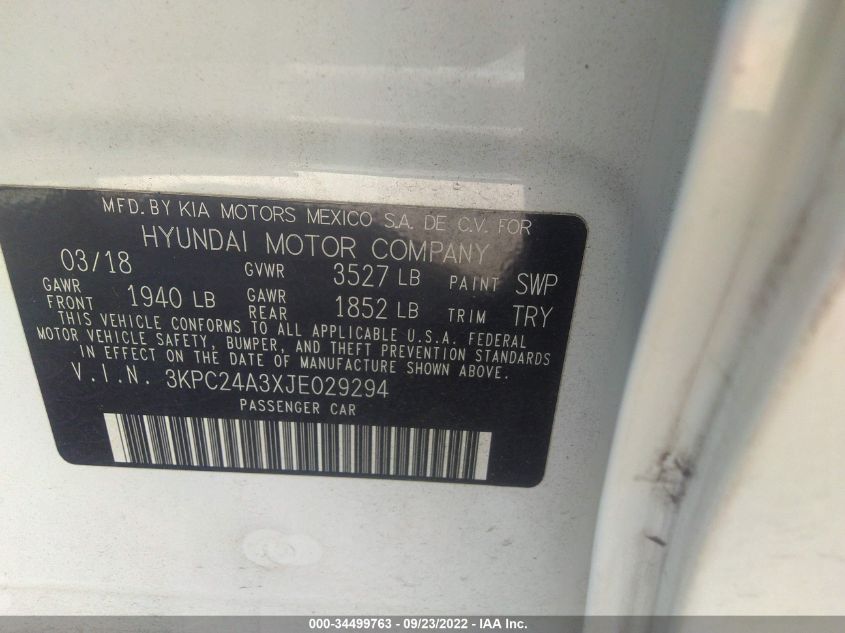 MFD. BY KIA MOTORS MEXICO S.A. DE C.V. FOR
HYUNDAI MOTOR COMPANY
03/18 GVWR 3527 LB PAINT SWP
GAWR FRONT 1940 LB GAWR REAR 1852 LB TRIM TRY
THIS VEHICLE CONFORMS TO ALL APPLICABLE U.S.A. FEDERAL
MOTOR VEHICLE SAFETY, BUMPER, AND THEFT PREVENTION STANDARDS
IN EFFECT ON THE DATE OF MANUFACTURE SHOWN ABOVE.
V.I.N. 3KPC24A3XJE029294
PASSENGER CAR
000-34499763 - 09/23/2022 - IAA Inc.